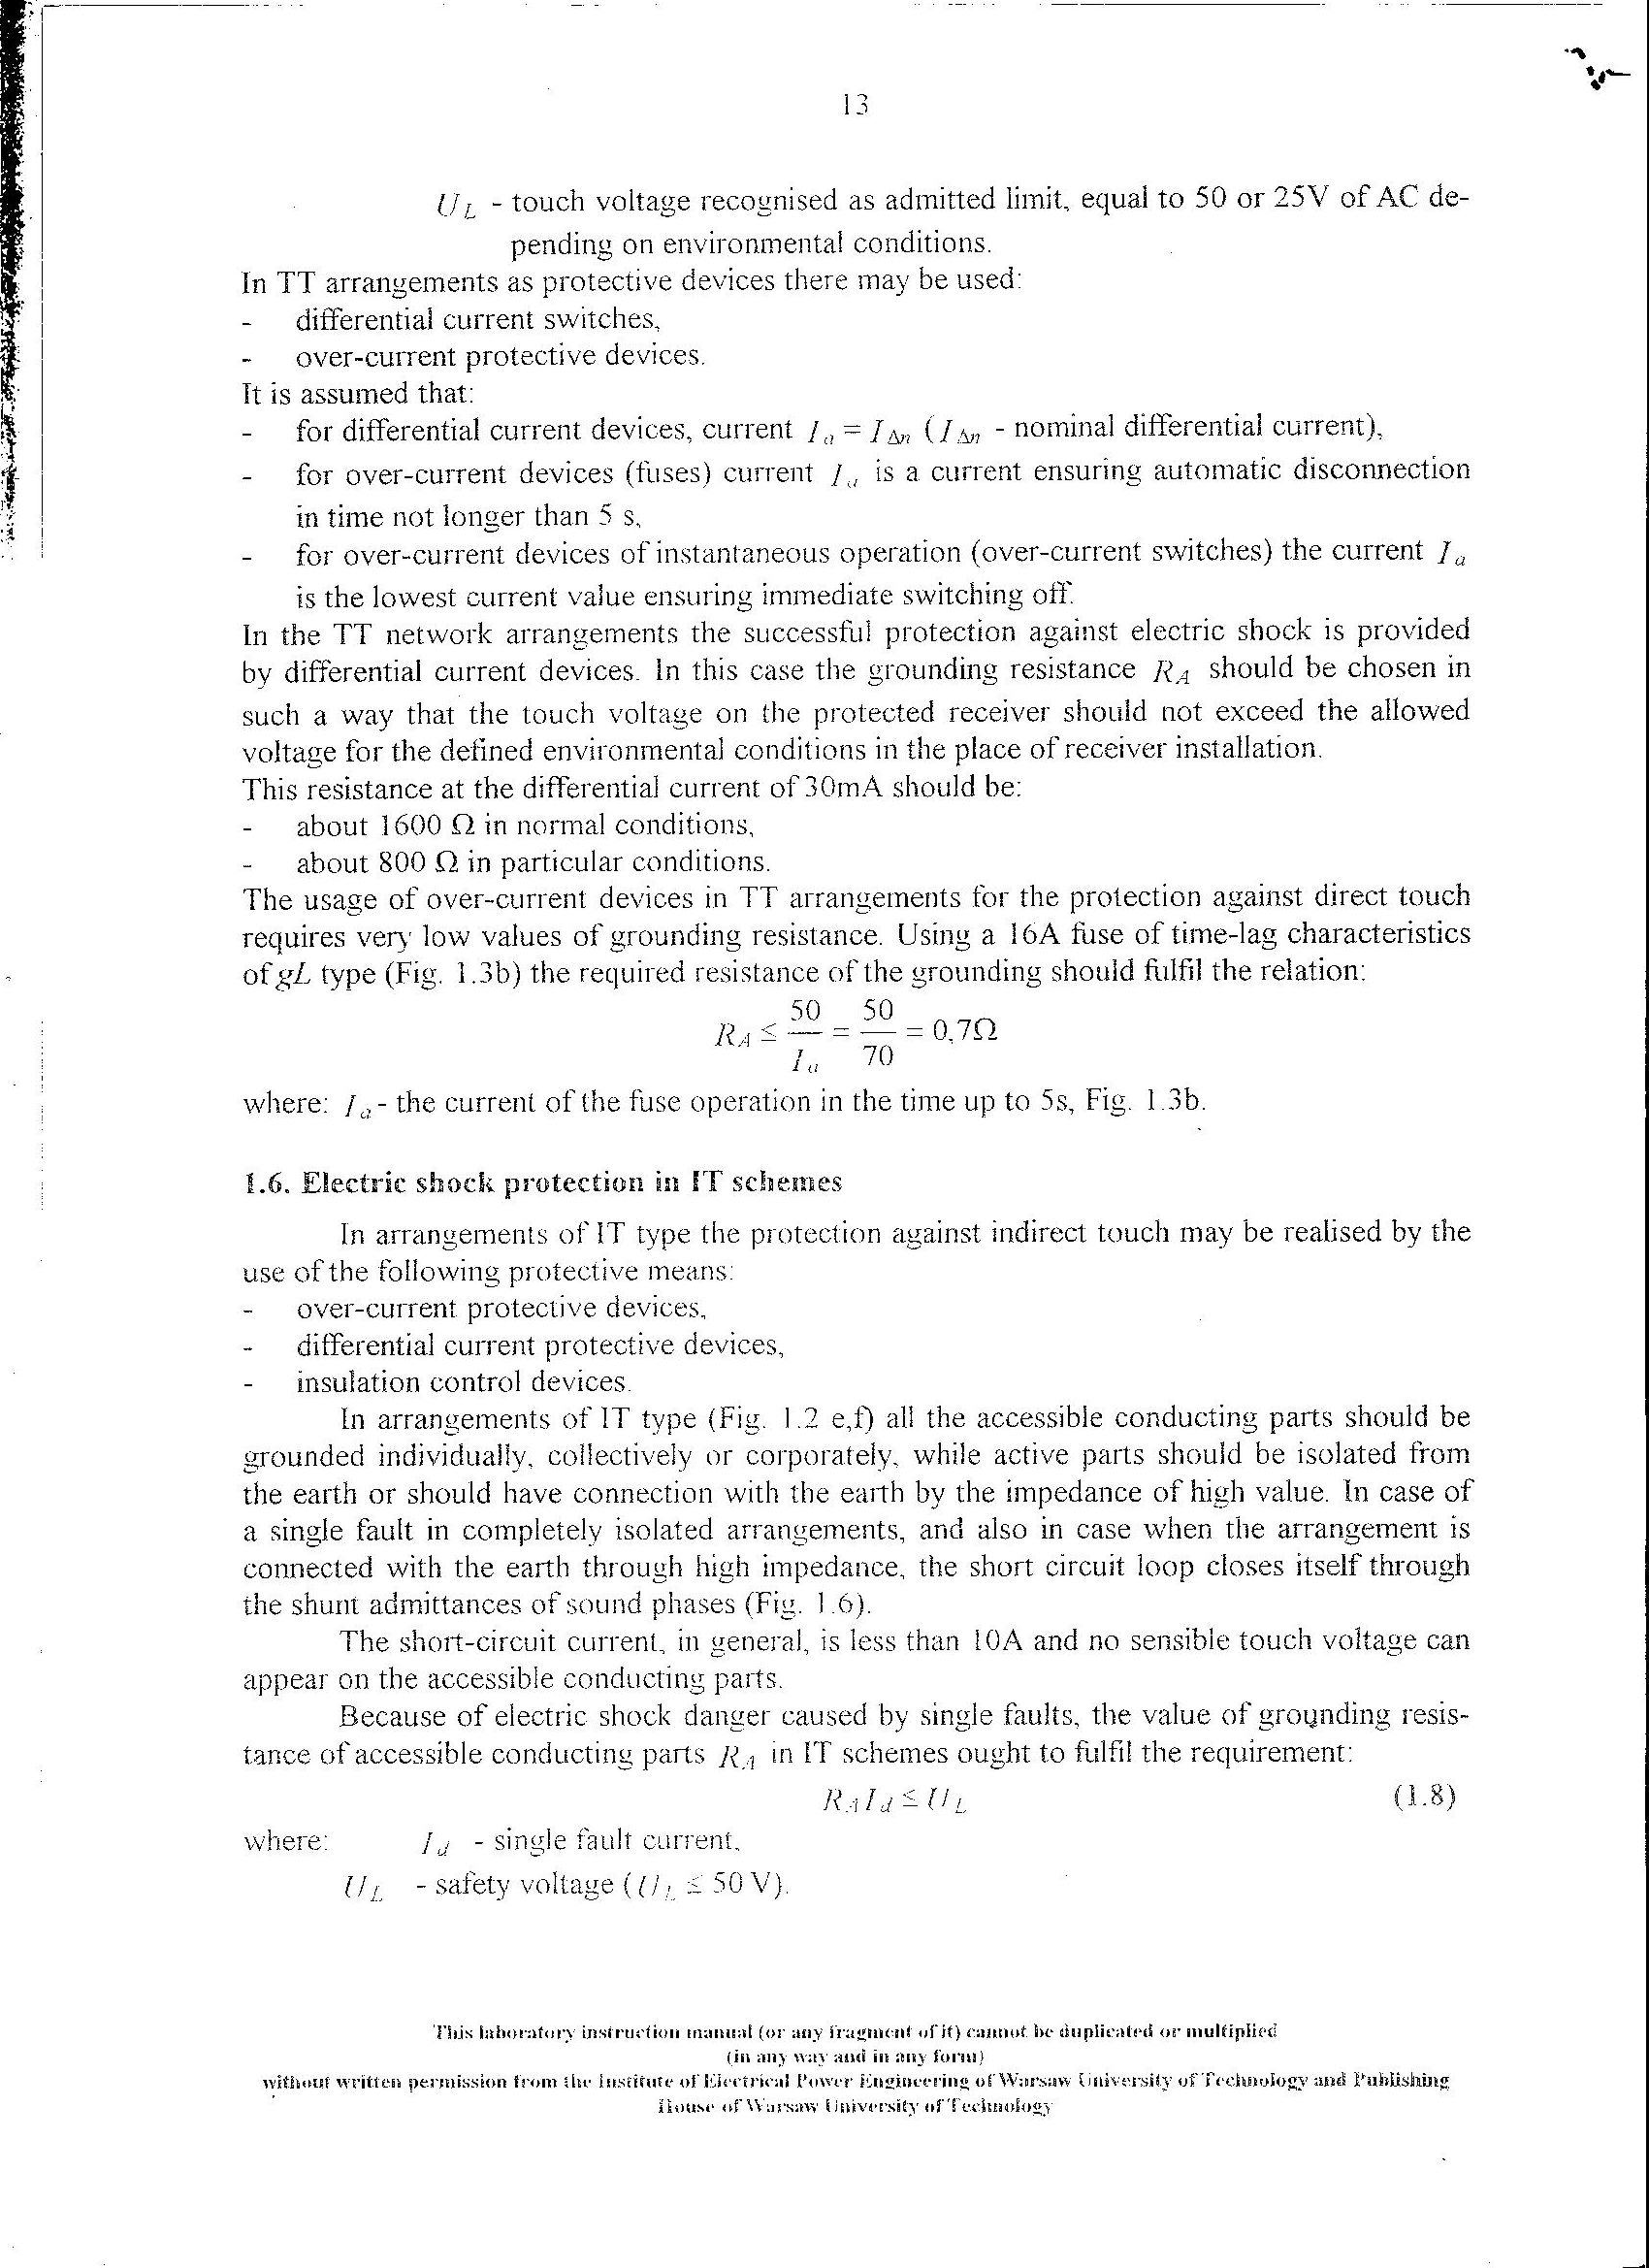 13
U_L - touch voltage recognised as admitted limit, equal to 50 or 25V of AC de-
pending on environmental conditions.
In TT arrangements as protective devices there may be used:
- differential current switches,
- over-current protective devices.
It is assumed that:
- for differential current devices, current I_a = I_Δn (I_Δn - nominal differential current),
- for over-current devices (fuses) current I_a is a current ensuring automatic disconnection
in time not longer than 5 s,
- for over-current devices of instantaneous operation (over-current switches) the current I_a
is the lowest current value ensuring immediate switching off.
In the TT network arrangements the successful protection against electric shock is provided
by differential current devices. In this case the grounding resistance R_A should be chosen in
such a way that the touch voltage on the protected receiver should not exceed the allowed
voltage for the defined environmental conditions in the place of receiver installation.
This resistance at the differential current of 30mA should be:
- about 1600 Ω in normal conditions,
- about 800 Ω in particular conditions.
The usage of over-current devices in TT arrangements for the protection against direct touch
requires very low values of grounding resistance. Using a 16A fuse of time-lag characteristics
of gL type (Fig. 1.3b) the required resistance of the grounding should fulfil the relation:
R_A ≤ 50/I_a = 50/70 = 0,7Ω
where: I_a - the current of the fuse operation in the time up to 5s, Fig. 1.3b.
1.6. Electric shock protection in IT schemes
In arrangements of IT type the protection against indirect touch may be realised by the
use of the following protective means:
- over-current protective devices,
- differential current protective devices,
- insulation control devices.
In arrangements of IT type (Fig. 1.2 e,f) all the accessible conducting parts should be
grounded individually, collectively or corporately, while active parts should be isolated from
the earth or should have connection with the earth by the impedance of high value. In case of
a single fault in completely isolated arrangements, and also in case when the arrangement is
connected with the earth through high impedance, the short circuit loop closes itself through
the shunt admittances of sound phases (Fig. 1.6).
The short-circuit current, in general, is less than 10A and no sensible touch voltage can
appear on the accessible conducting parts.
Because of electric shock danger caused by single faults, the value of grounding resis-
tance of accessible conducting parts R_A in IT schemes ought to fulfil the requirement:
R_A I_d ≤ U_L (1.8)
where: I_d - single fault current,
U_L - safety voltage (U_L ≤ 50 V).
This laboratory instruction manual (or any fragment of it) cannot be duplicated or multiplied
(in any way and in any form)
without written permission from the Institute of Electrical Power Engineering of Warsaw University of Technology and Publishing
House of Warsaw University of Technology